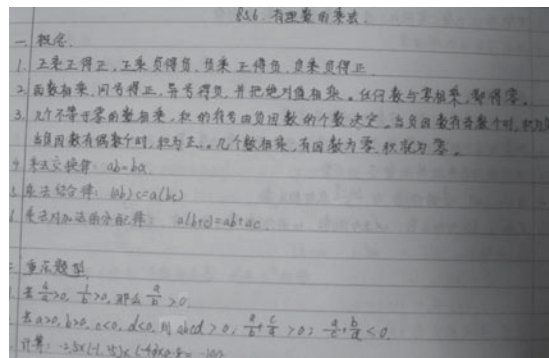 §5.6. 有理数的乘法.
一. 概念.
1. 正乘正得正, 正乘负得负, 负乘正得负, 负乘负得正
2. 两数相乘, 同号得正, 异号得负, 并把绝对值相乘。任何数与零相乘, 都得零。
3. 几个不等于零的数相乘, 积的符号由负因数的个数决定。当负因数有奇数个时, 积为负
当负因数有偶数个时, 积为正。几个数相乘, 有因数为零, 积就为零。
4. 乘法交换律: ab=ba.
5. 乘法结合律: (ab)c=a(bc)
6. 乘法对加法的分配律: a(b+c)=ab+ac.
二 重点题型
>0, 那么 >0.
若a>0, b>0, c<0, d<0, 则 abcd > 0,
计算: